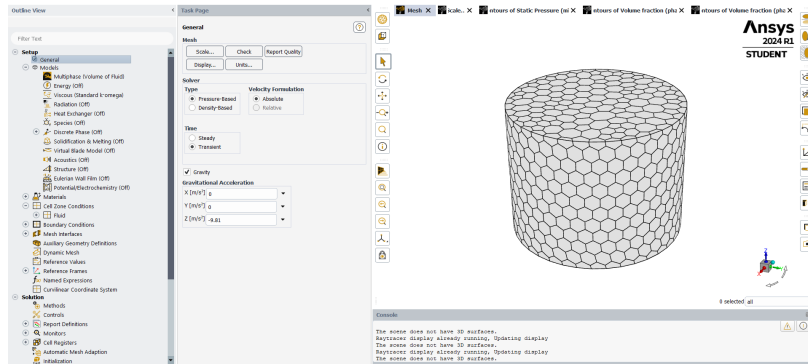 Outline View
Filter Text
Setup
General
Models
Multiphase (Volume of Fluid)
Energy (Off)
Viscous (Standard k-omega)
Radiation (Off)
Heat Exchanger (Off)
Species (Off)
Discrete Phase (Off)
Solidification & Melting (Off)
Virtual Blade Model (Off)
Acoustics (Off)
Structure (Off)
Eulerian Wall Film (Off)
Potential/Electrochemistry (Off)
Materials
Cell Zone Conditions
Fluid
Boundary Conditions
Mesh Interfaces
Auxiliary Geometry Definitions
Dynamic Mesh
Reference Values
Reference Frames
Named Expressions
Curvilinear Coordinate System
Solution
Methods
Controls
Report Definitions
Monitors
Cell Registers
Automatic Mesh Adaption
Initialization
Task Page
General
Mesh
Scale... Check Report Quality
Display... Units...
Solver
Type Velocity Formulation
Pressure-Based Absolute
Density-Based Relative
Time
Steady
Transient
Gravity
Gravitational Acceleration
X [m/s²] 0
Y [m/s²] 0
Z [m/s²] -9.81
Mesh X icale.. X ntours of Static Pressure (mi X ntours of Volume fraction (pha X ntours of Volume fraction (pha X
Ansys
2024 R1
STUDENT
0 selected all
Console
The scene does not have 3D surfaces.
Raytracer display already running, Updating display
The scene does not have 3D surfaces.
Raytracer display already running, Updating display
The scene does not have 3D surfaces.